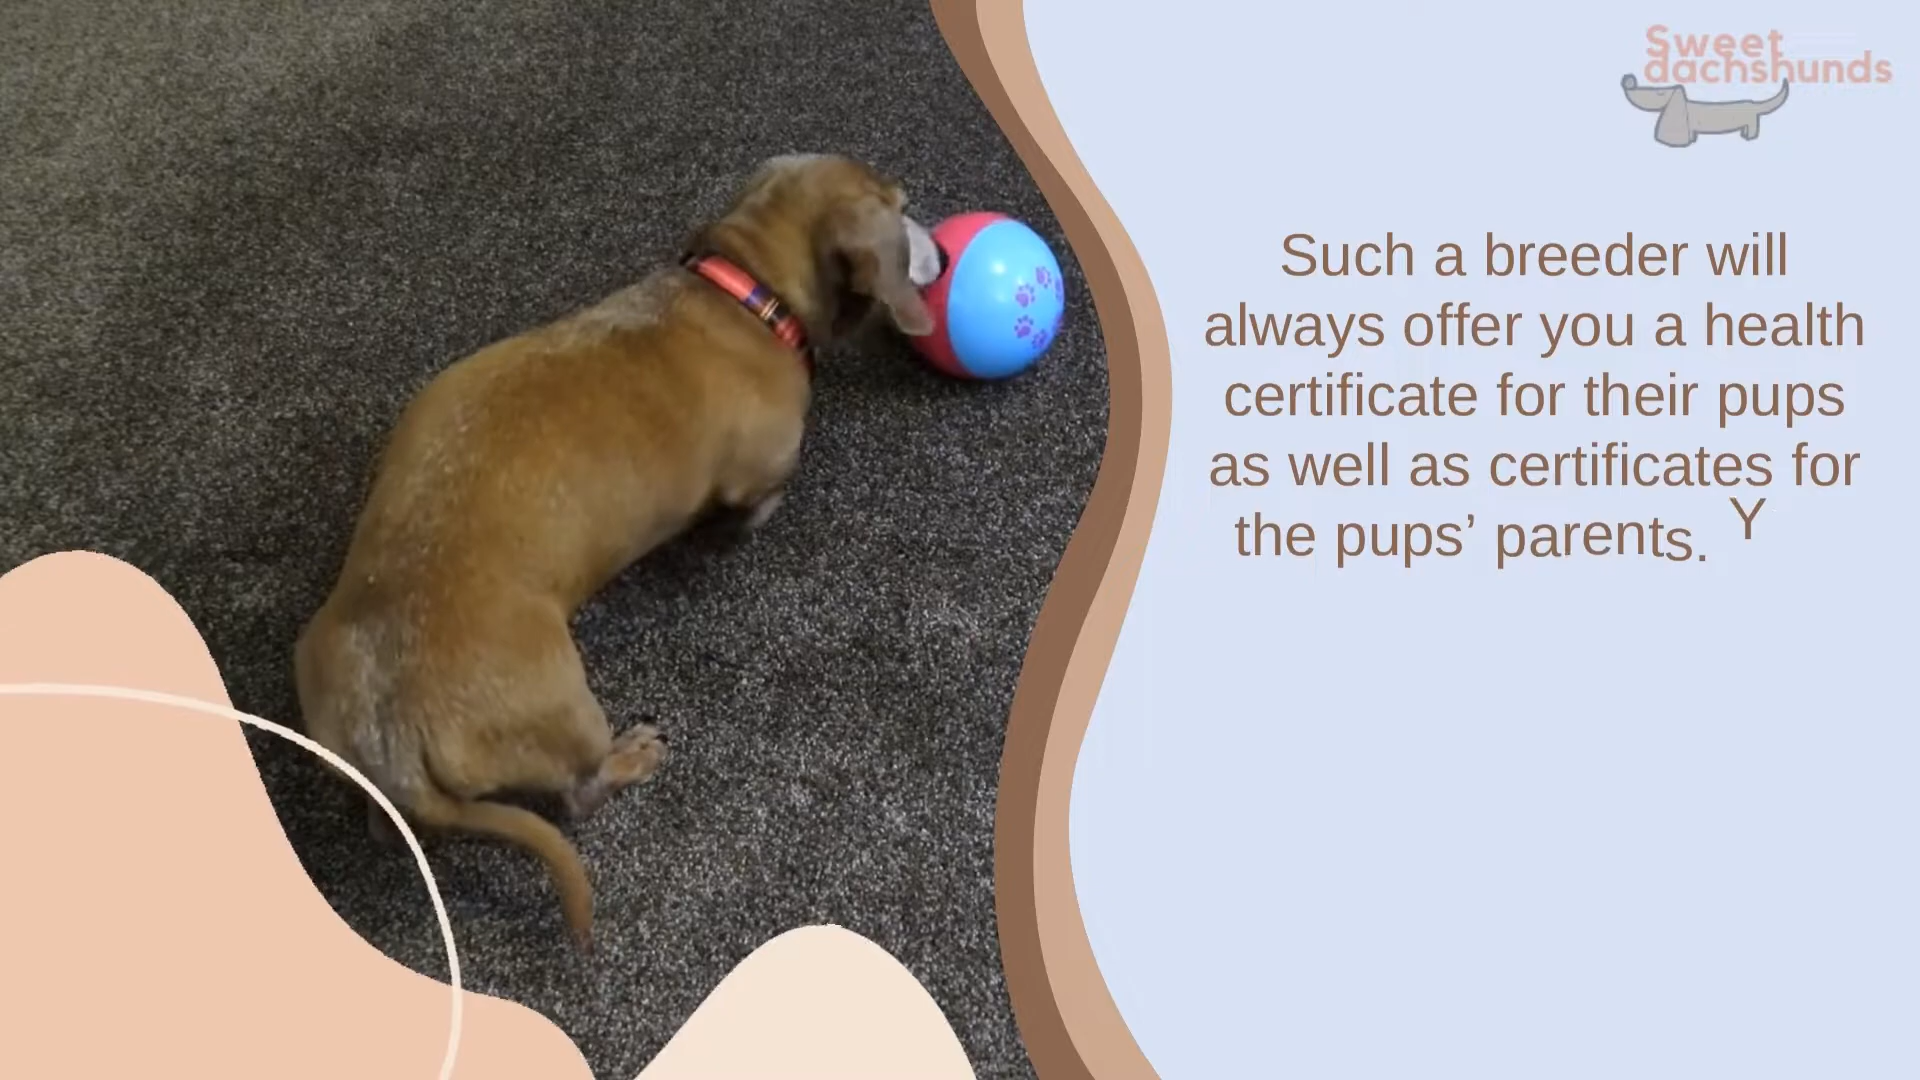 Sweet
dachshunds
Such a breeder will
always offer you a health
certificate for their pups
as well as certificates for
the pups’ parents. Y